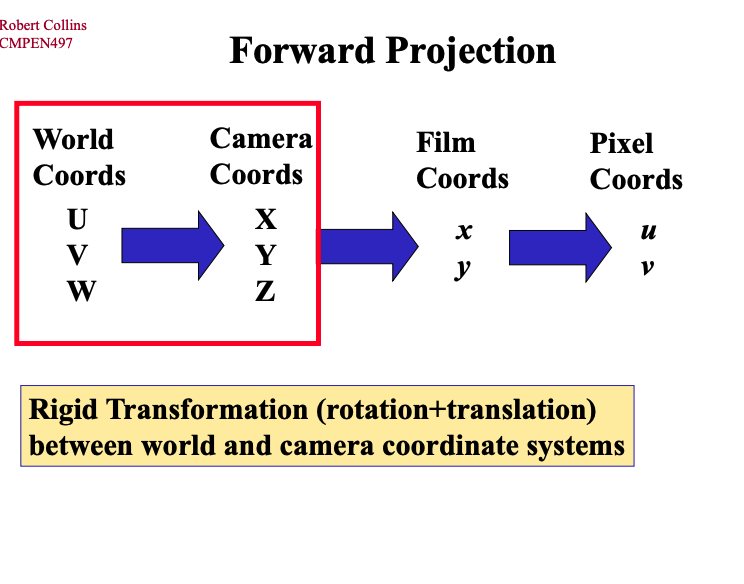 Robert Collins
CMPEN497
Forward Projection
World
Coords
U
V
W
Camera
Coords
X
Y
Z
Film
Coords
x
y
Pixel
Coords
u
v
Rigid Transformation (rotation+translation)
between world and camera coordinate systems